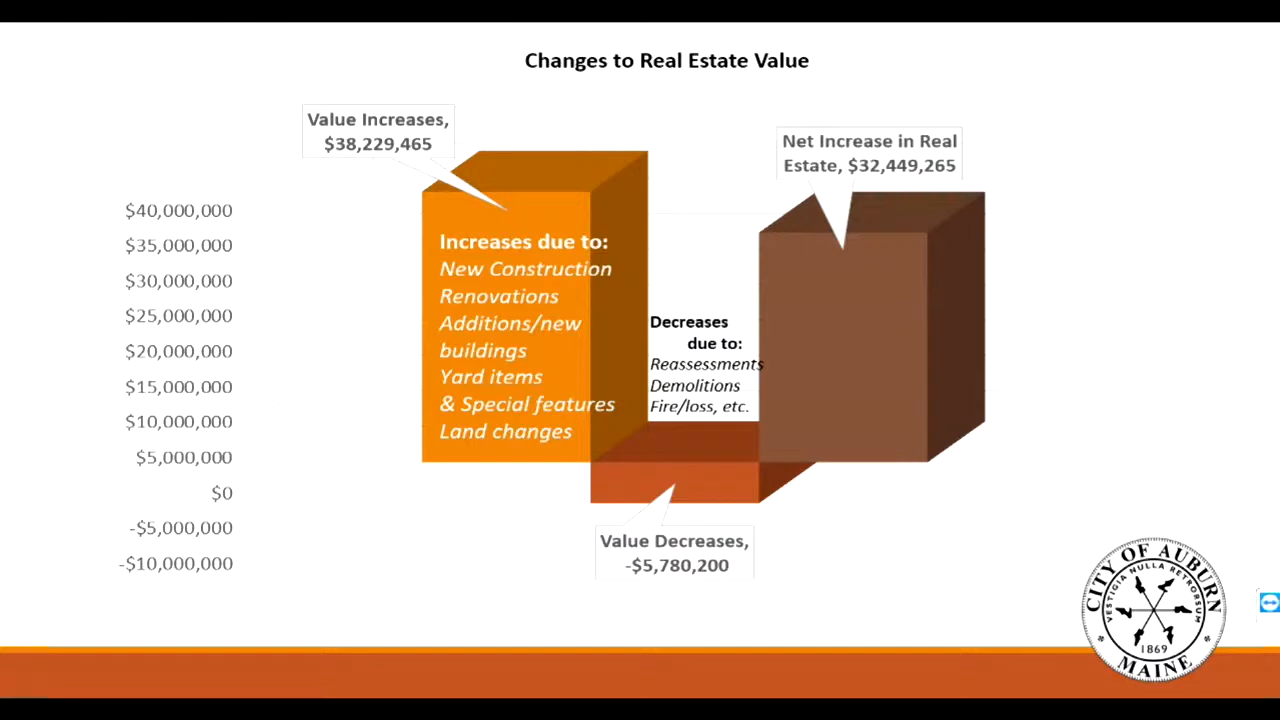 Changes to Real Estate Value
Value Increases,
$38,229,465
Net Increase in Real
Estate, $32,449,265
$40,000,000
$35,000,000
$30,000,000
$25,000,000
$20,000,000
$15,000,000
$10,000,000
$5,000,000
$0
-$5,000,000
-$10,000,000
Increases due to:
New Construction
Renovations
Additions/new
buildings
Yard items
& Special features
Land changes
Decreases
due to:
Reassessments
Demolitions
Fire/loss, etc.
Value Decreases,
-$5,780,200
CITY OF AUBURN
VESTIGIA NULLA RETRORSUM
1869
MAINE